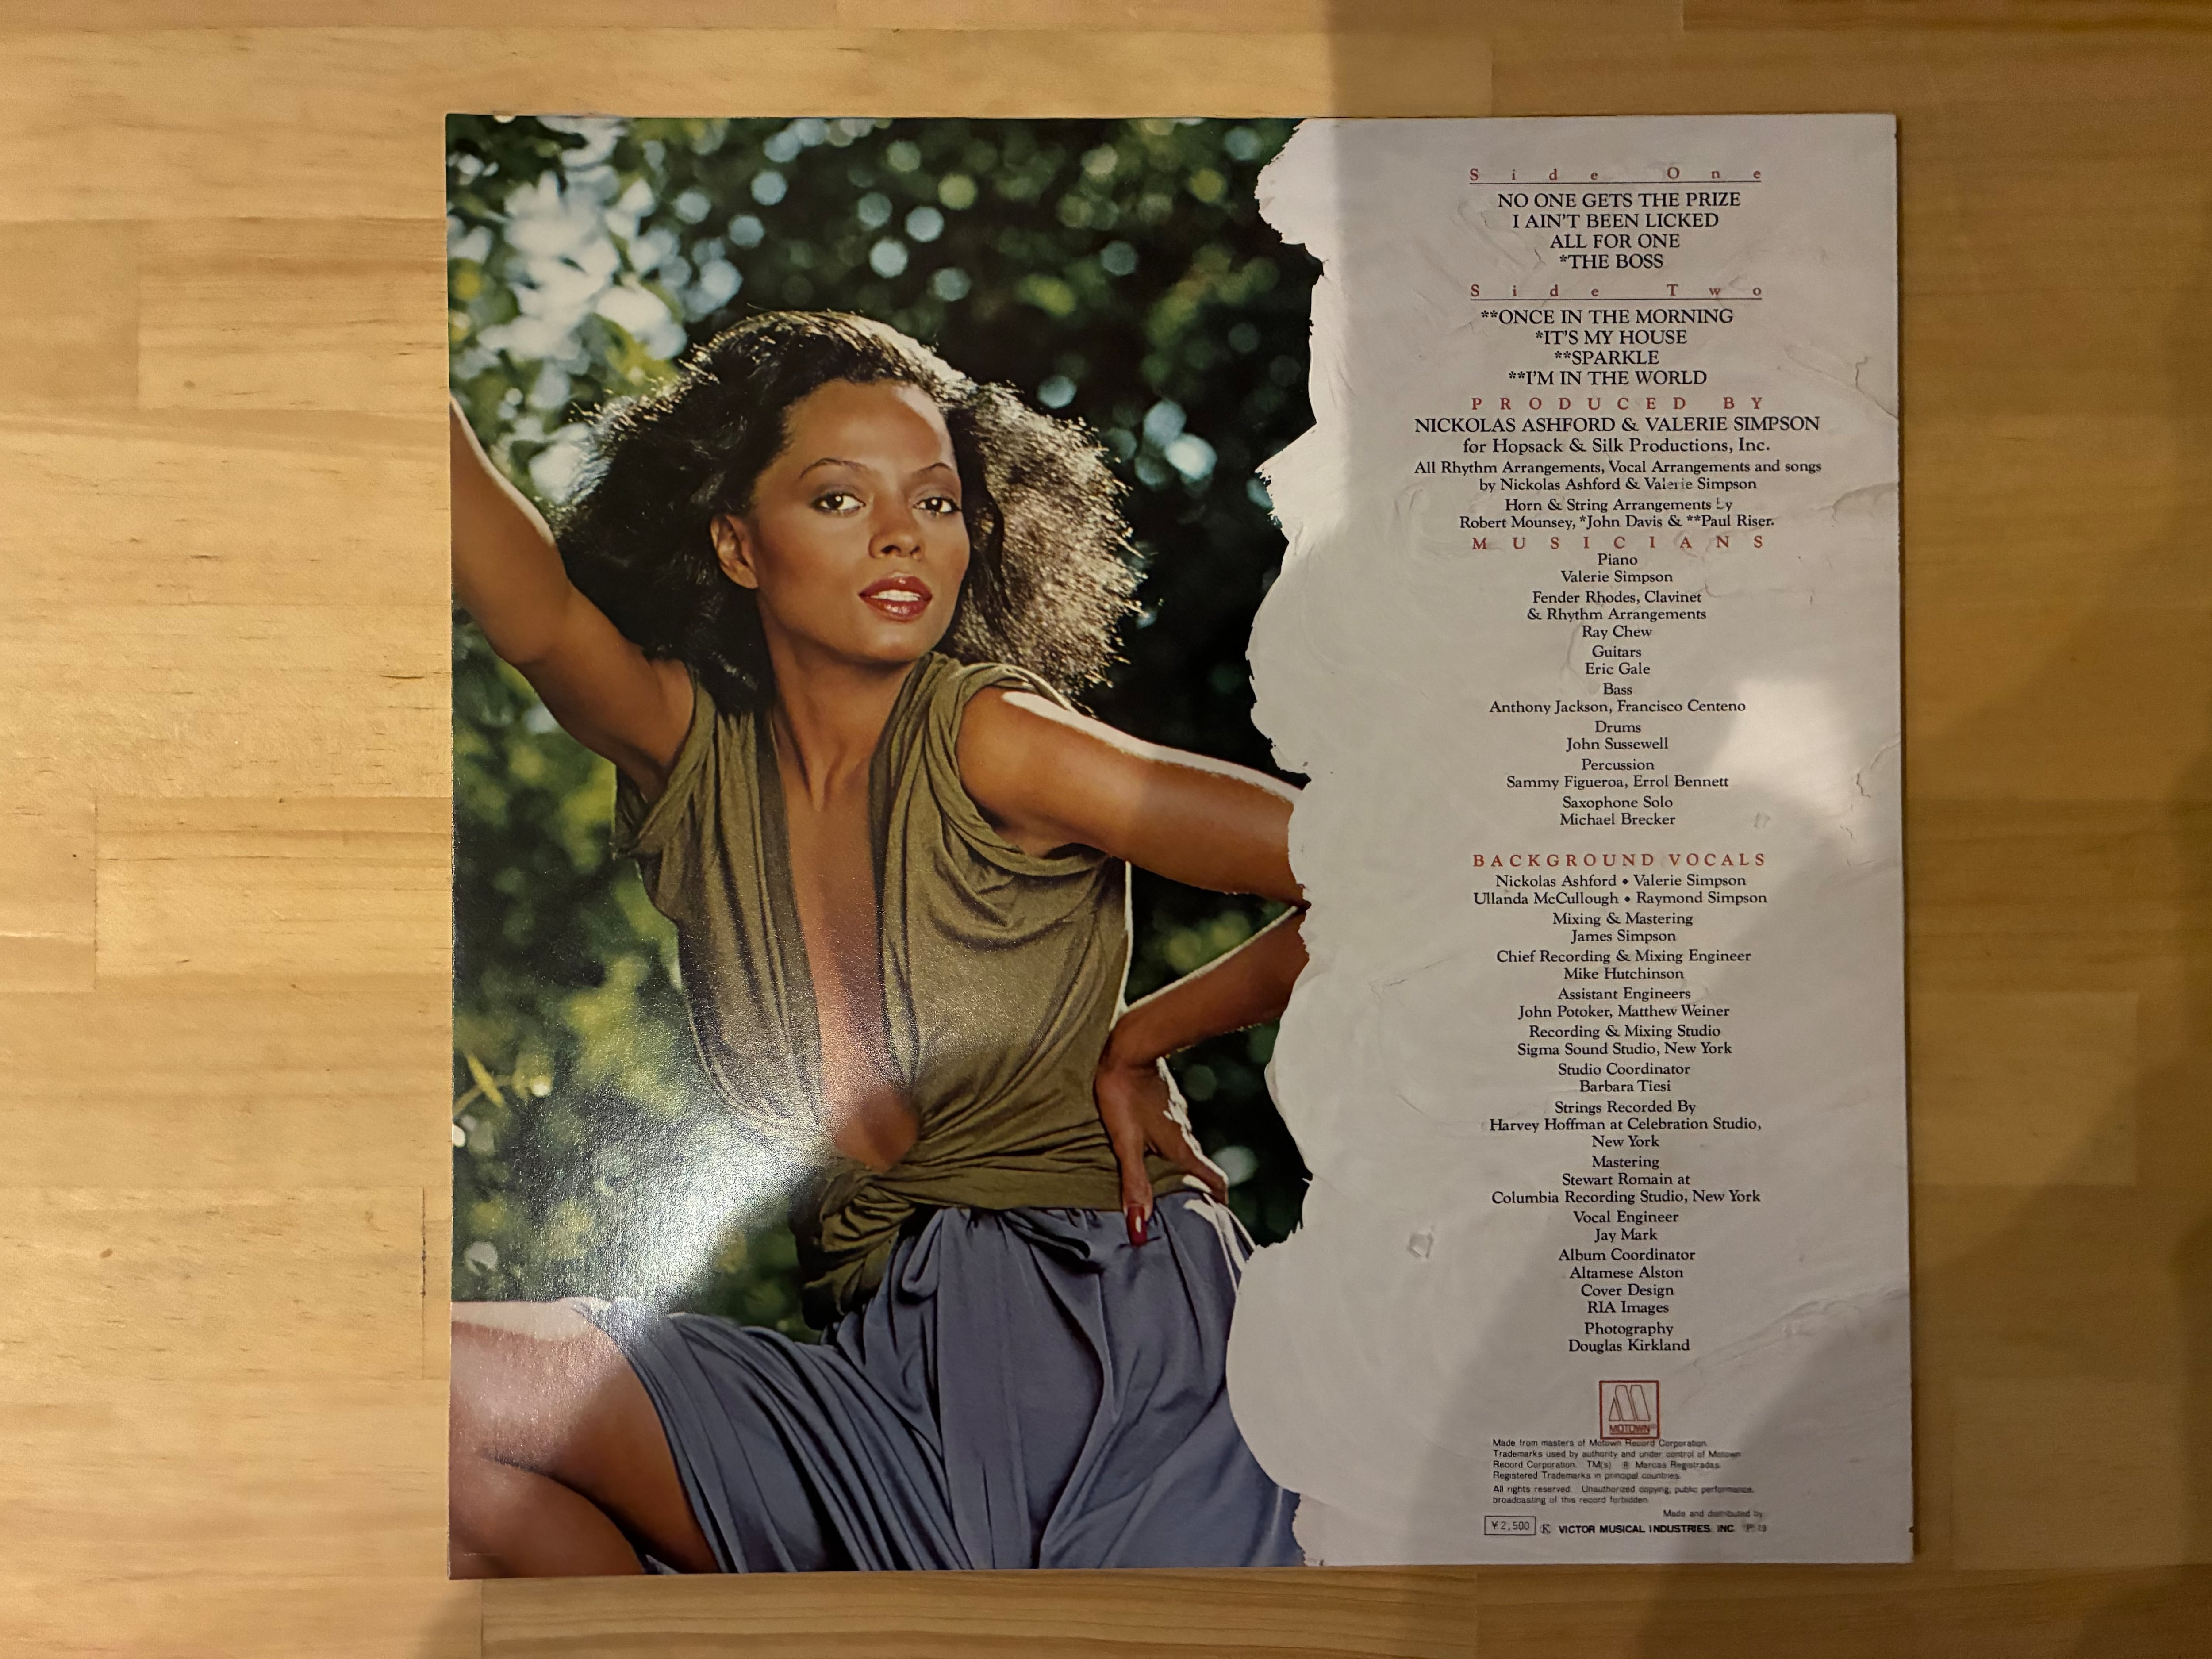 Side One
NO ONE GETS THE PRIZE
I AIN'T BEEN LICKED
ALL FOR ONE
*THE BOSS
Side Two
**ONCE IN THE MORNING
*IT'S MY HOUSE
**SPARKLE
**I'M IN THE WORLD
PRODUCED BY
NICKOLAS ASHFORD & VALERIE SIMPSON
for Hopsack & Silk Productions, Inc.
All Rhythm Arrangements, Vocal Arrangements and songs
by Nickolas Ashford & Valerie Simpson
Horn & String Arrangements by
Robert Mounsey, *John Davis & **Paul Riser.
MUSICIANS
Piano
Valerie Simpson
Fender Rhodes, Clavinet
& Rhythm Arrangements
Ray Chew
Guitars
Eric Gale
Bass
Anthony Jackson, Francisco Centeno
Drums
John Sussewell
Percussion
Sammy Figueroa, Errol Bennett
Saxophone Solo
Michael Brecker
BACKGROUND VOCALS
Nickolas Ashford • Valerie Simpson
Ullanda McCullough • Raymond Simpson
Mixing & Mastering
James Simpson
Chief Recording & Mixing Engineer
Mike Hutchinson
Assistant Engineers
John Potoker, Matthew Weiner
Recording & Mixing Studio
Sigma Sound Studio, New York
Studio Coordinator
Barbara Tiesi
Strings Recorded By
Harvey Hoffman at Celebration Studio,
New York
Mastering
Stewart Romain at
Columbia Recording Studio, New York
Vocal Engineer
Jay Mark
Album Coordinator
Altamese Alston
Cover Design
RIA Images
Photography
Douglas Kirkland
MOTOWN®
Made from masters of Motown Record Corporation.
Trademarks used by authority and under control of Motown
Record Corporation. TM(s) ® Marcas Registradas.
Registered Trademarks in principal countries.
All rights reserved. Unauthorized copying, public performance,
broadcasting of this record forbidden.
Made and distributed by
¥2,500 K VICTOR MUSICAL INDUSTRIES, INC.